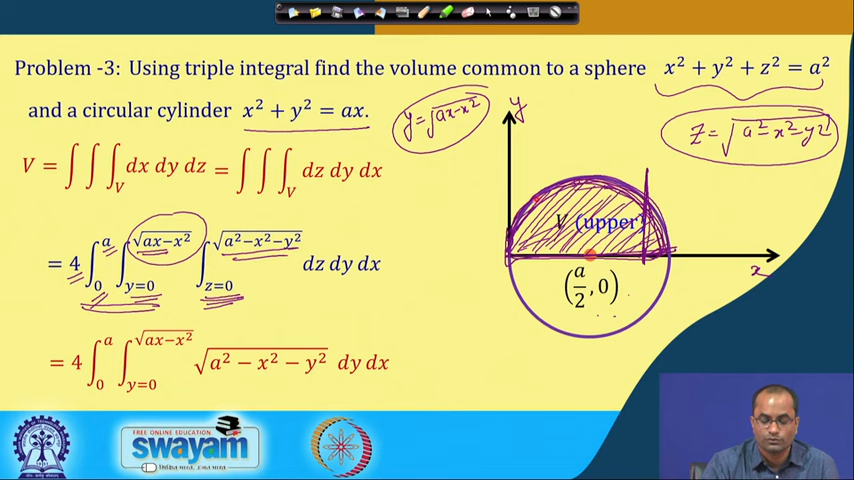 Problem -3: Using triple integral find the volume common to a sphere x² + y² + z² = a²
and a circular cylinder x² + y² = ax.
y = √(ax-x²)
y
z = √(a²-x²-y²)
V = ∫∫∫_V dx dy dz = ∫∫∫_V dz dy dx
V (upper)
= 4 ∫_0^a ∫_{y=0}^{√(ax-x²)} ∫_{z=0}^{√(a²-x²-y²)} dz dy dx
x
(a/2, 0)
= 4 ∫_0^a ∫_{y=0}^{√(ax-x²)} √(a² - x² - y²) dy dx
FREE ONLINE EDUCATION
swayam